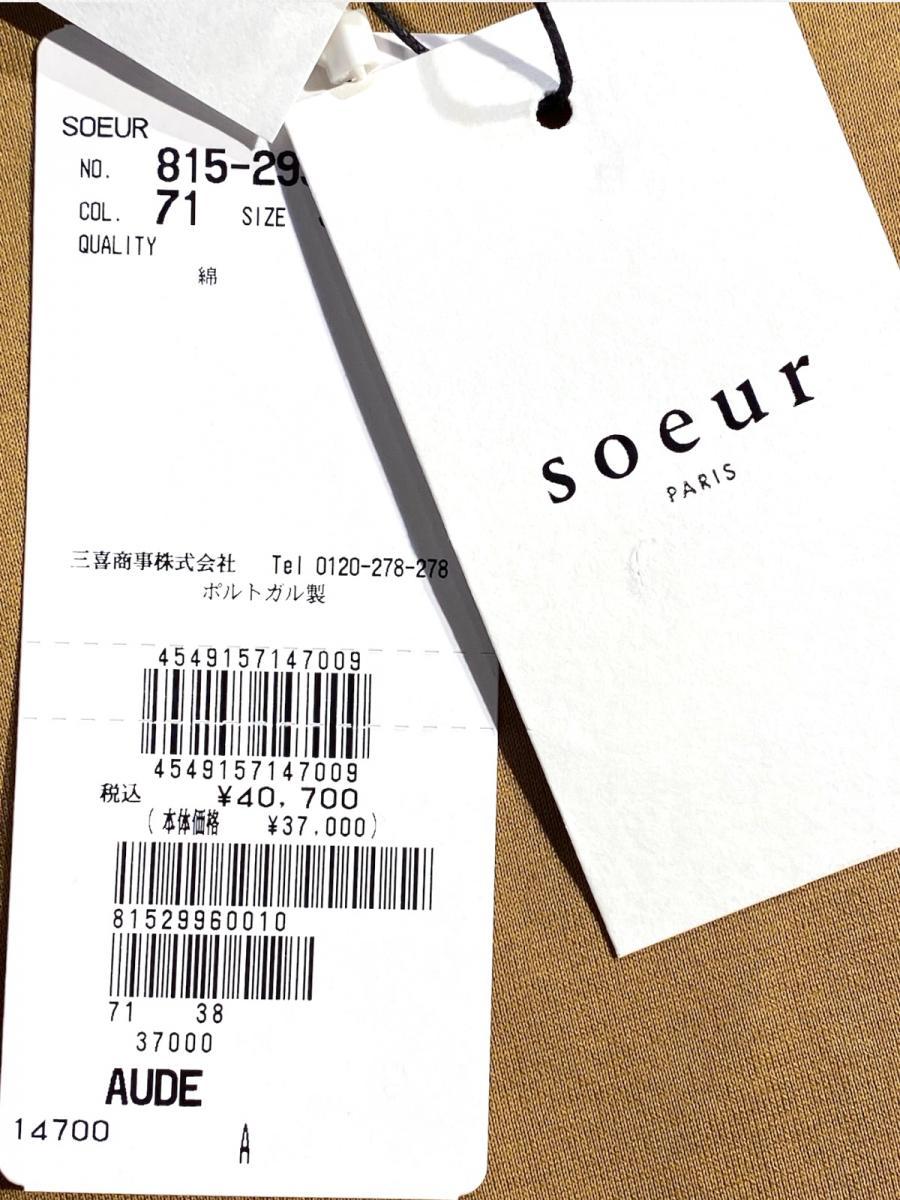 SOEUR
NO. 815-29
COL. 71 SIZE
QUALITY
綿
三喜商事株式会社 Tel 0120-278-278
ポルトガル製
4549157147009
4549157147009
税込 ¥40,700
(本体価格 ¥37,000)
81529960010
71 38
37000
AUDE
14700 A
soeur
PARIS